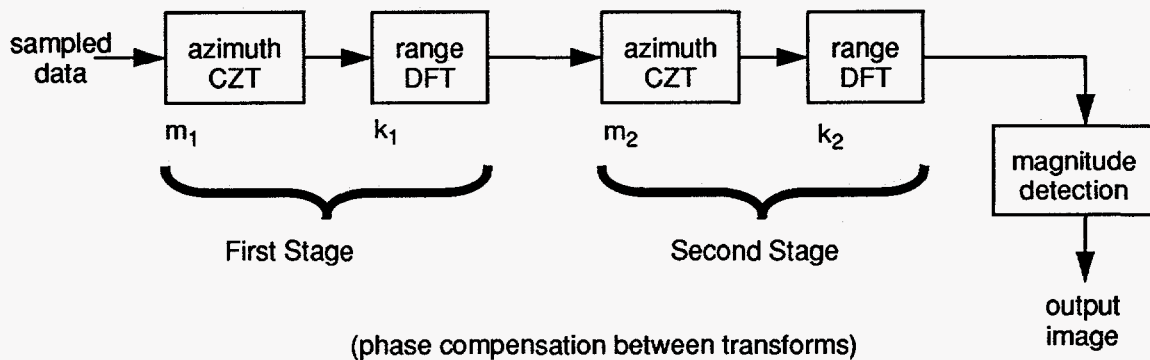 sampled
data
azimuth
CZT
range
DFT
azimuth
CZT
range
DFT
m₁
k₁
m₂
k₂
magnitude
detection
First Stage
Second Stage
output
image
(phase compensation between transforms)